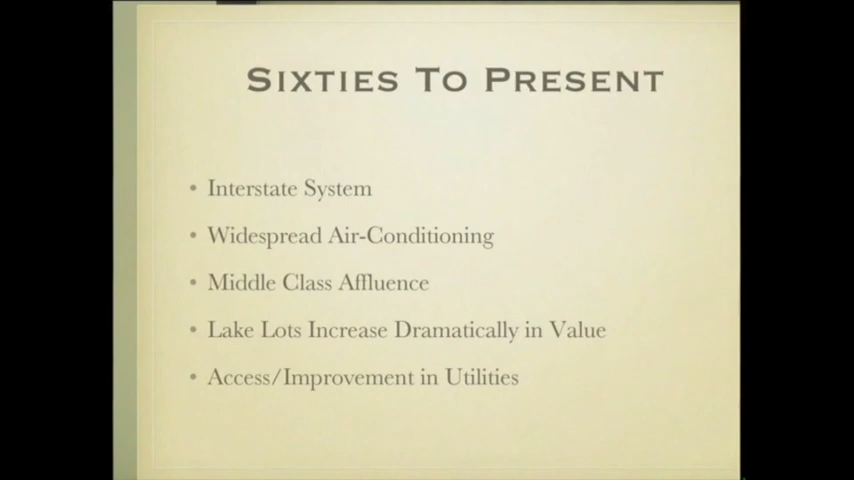 Sixties To Present
• Interstate System
• Widespread Air-Conditioning
• Middle Class Affluence
• Lake Lots Increase Dramatically in Value
• Access/Improvement in Utilities